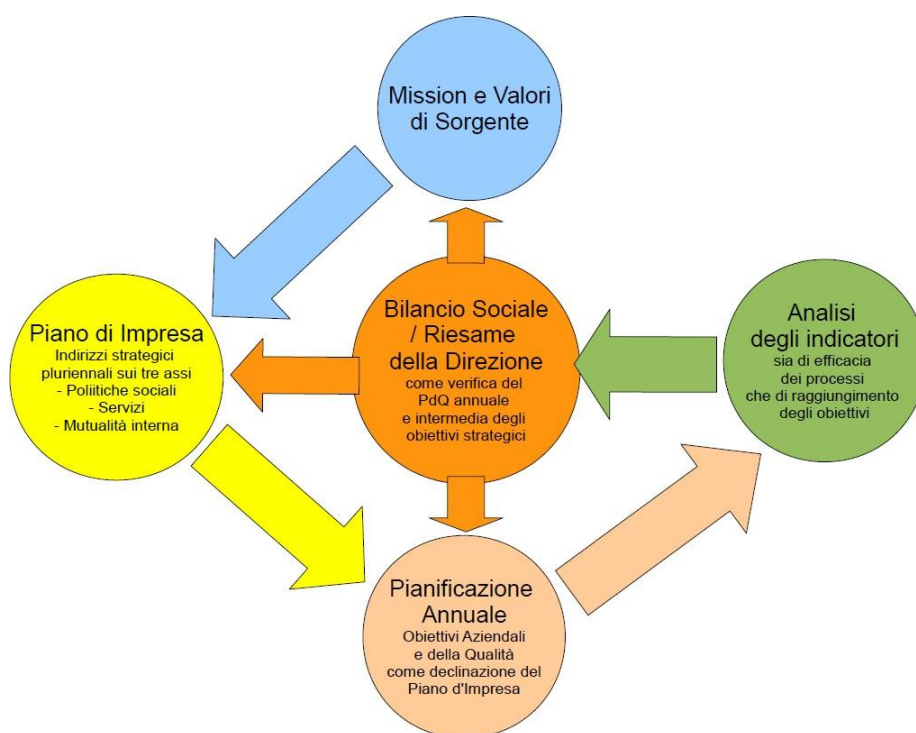 Mission e Valori
di Sorgente
Piano di Impresa
Indirizzi strategici
pluriennali sui tre assi
- Poliitiche sociali
- Servizi
- Mutualità interna
Bilancio Sociale
/ Riesame
della Direzione
come verifica del
PdQ annuale
e intermedia degli
obiettivi strategici
Analisi
degli indicatori
sia di efficacia
dei processi
che di raggiungimento
degli obiettivi
Pianificazione
Annuale
Obiettivi Aziendali
e della Qualità
come declinazione del
Piano d'Impresa